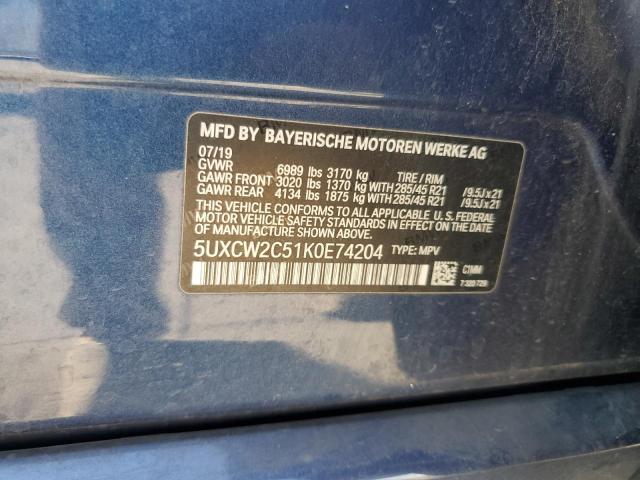 MFD BY BAYERISCHE MOTOREN WERKE AG
07/19
GVWR 6989 lbs 3170 kg TIRE / RIM
GAWR FRONT 3020 lbs 1370 kg WITH 285/45 R21 /9.5J x 21
GAWR REAR 4134 lbs 1875 kg WITH 285/45 R21 /9.5J x 21
THIS VEHICLE CONFORMS TO ALL APPLICABLE U.S. FEDERAL
MOTOR VEHICLE SAFETY STANDARDS IN EFFECT ON THE DATE
OF MANUFACTURE SHOWN ABOVE.
5UXCW2C51K0E74204 TYPE: MPV
C1MM